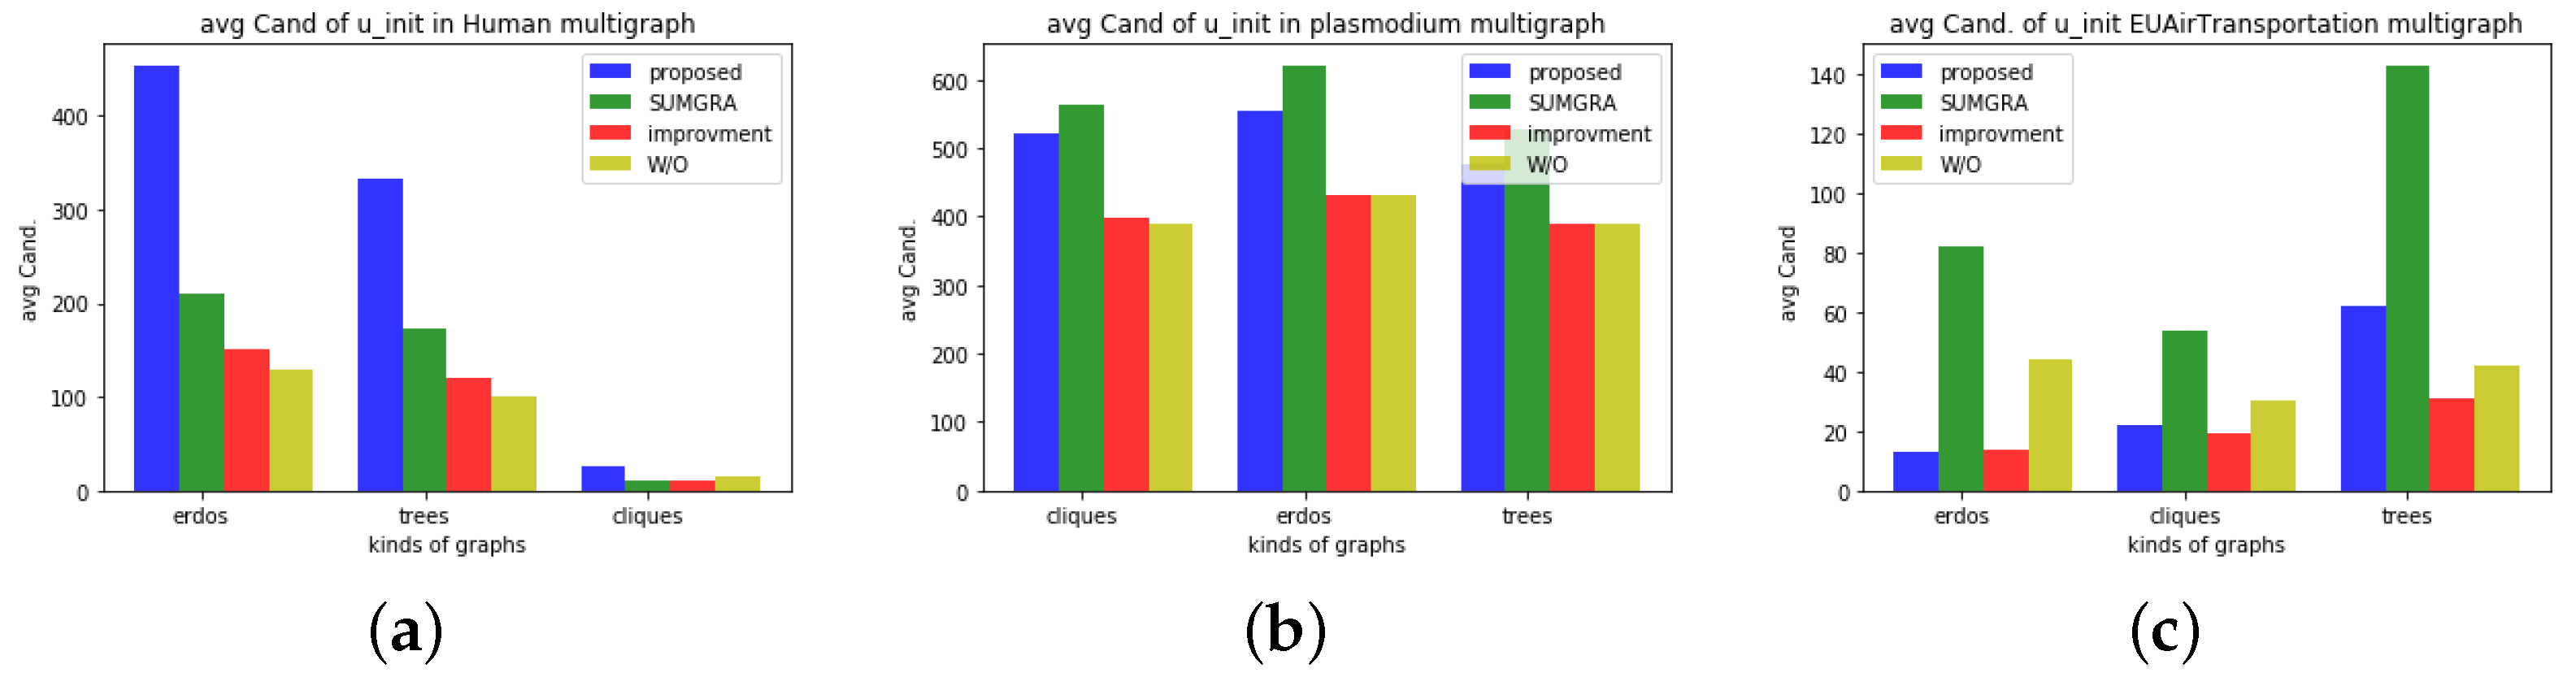 avg Cand of u_init in Human multigraph
proposed
SUMGRA
improvment
W/O
400
300
200
100
0
avg Cand.
erdos
trees
cliques
kinds of graphs
(a)
avg Cand of u_init in plasmodium multigraph
proposed
SUMGRA
improvment
W/O
600
500
400
300
200
100
0
avg Cand.
cliques
erdos
trees
kinds of graphs
(b)
avg Cand. of u_init EUAirTransportation multigraph
proposed
SUMGRA
improvment
W/O
140
120
100
80
60
40
20
0
avg Cand
erdos
cliques
trees
kinds of graphs
(c)